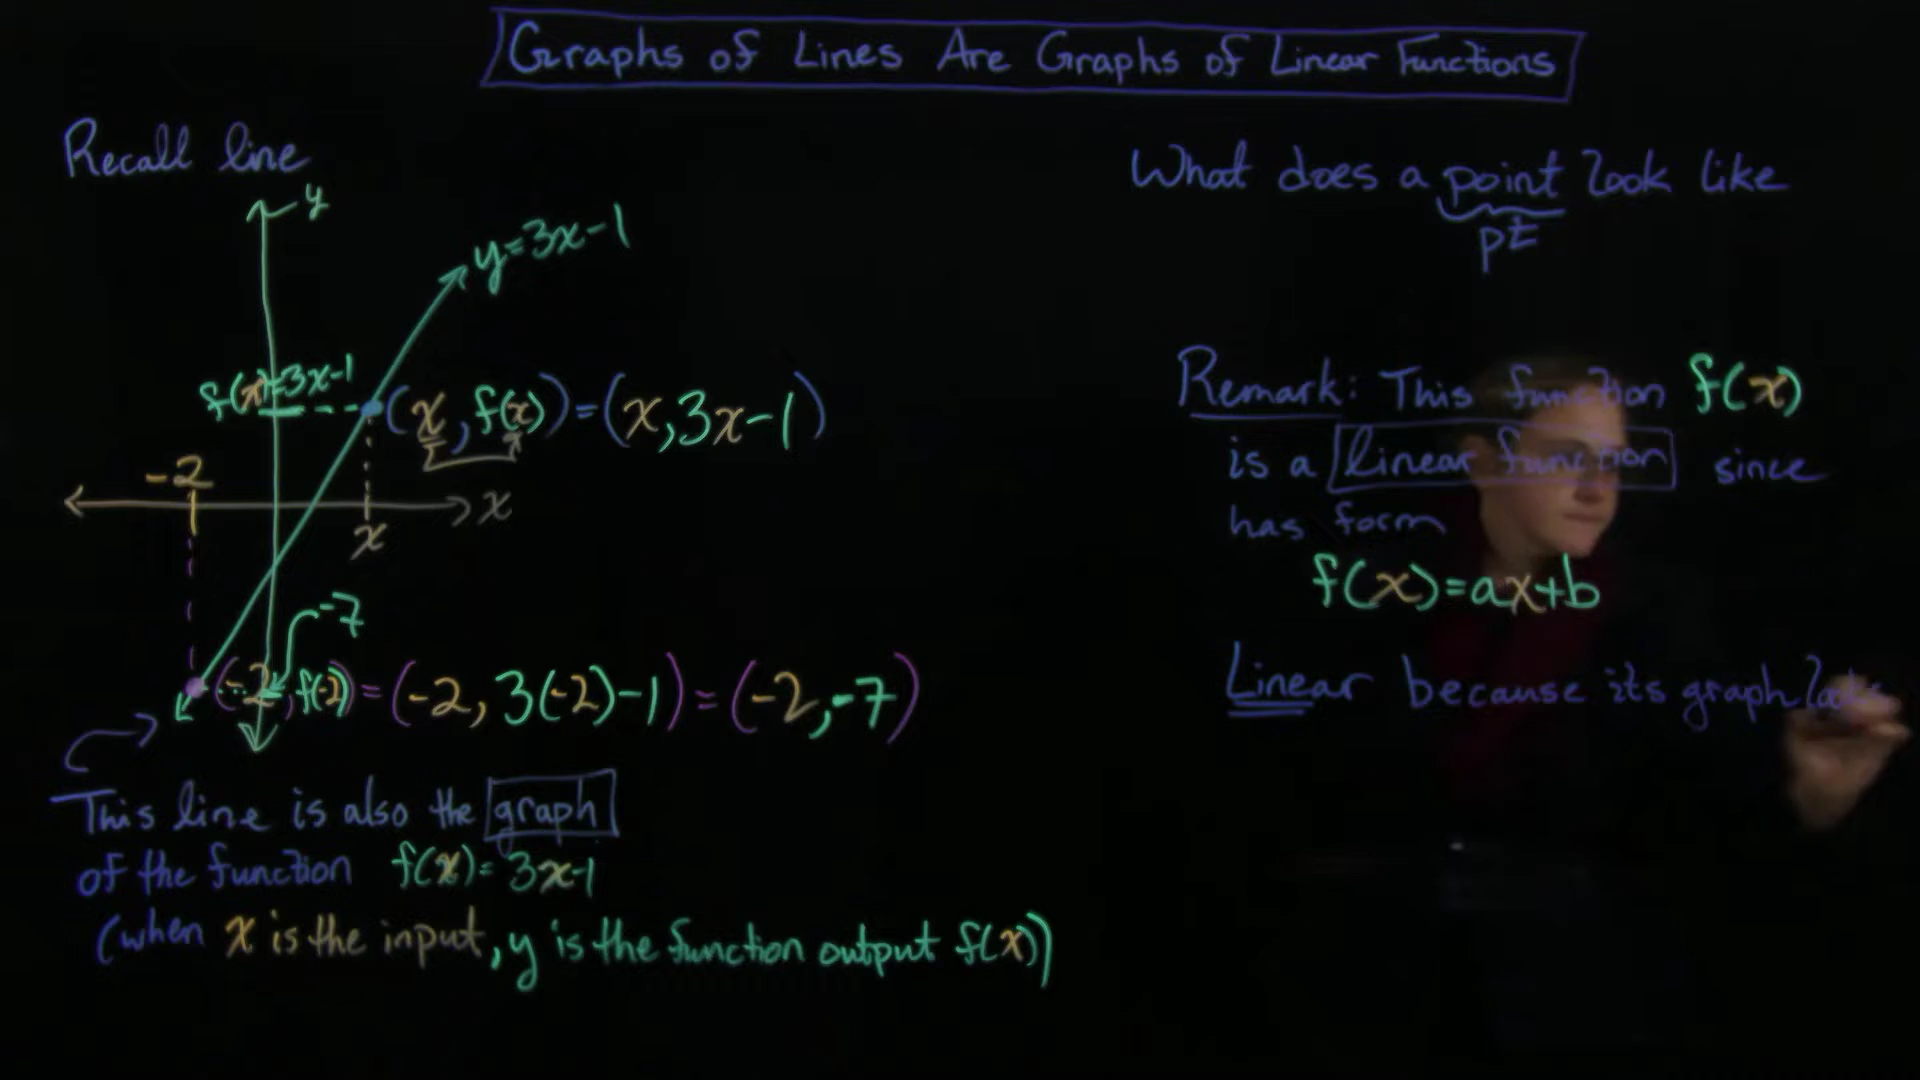 Graphs of Lines Are Graphs of Linear Functions
Recall line
y
y=3x-1
f(x)=3x-1
(x, f(x))=(x,3x-1)
-2
x
x
-7
(-2, f(-2))=(-2, 3(-2)-1)=(-2,-7)
This line is also the graph
of the function f(x)=3x-1
(when x is the input, y is the function output f(x))
What does a point look like
pt
Remark: This function f(x)
is a linear function since
has form
f(x)=ax+b
Linear because its graph looks